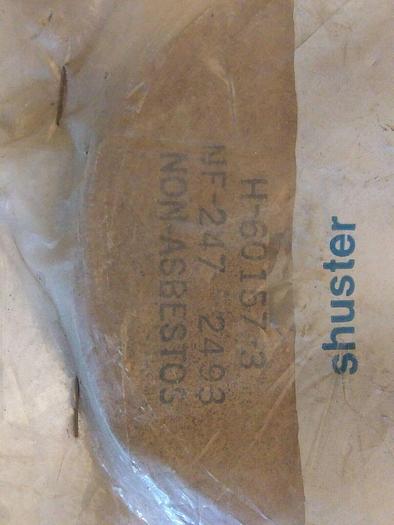 H-60157-3
NF-247 2493
NON-ASBESTOS
shuster